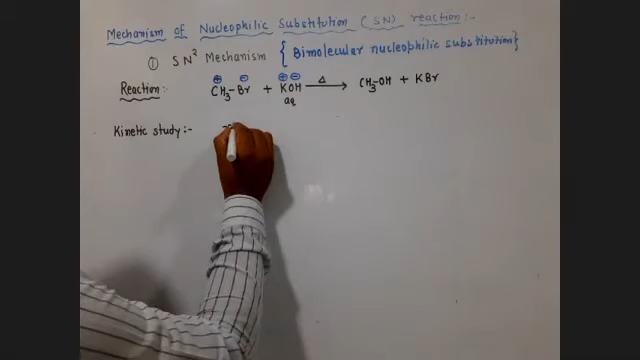 Mechanism of Nucleophilic Substitution (SN) reaction:-
① SN² Mechanism {Bimolecular nucleophilic substitution}
Reaction: CH₃-Br + KOH → CH₃-OH + KBr
⊕ ⊖ ⊕ ⊖ Δ
aq
Kinetic study:-